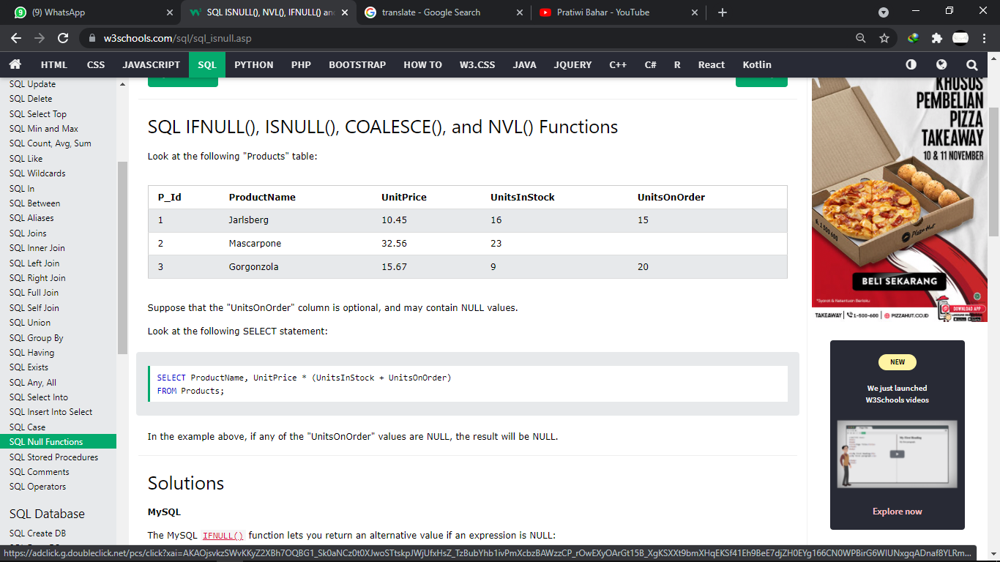 (9) WhatsApp
SQL ISNULL(), NVL(), IFNULL() and
translate - Google Search
Pratiwi Bahar - YouTube
w3schools.com/sql/sql_isnull.asp
HTML CSS JAVASCRIPT SQL PYTHON PHP BOOTSTRAP HOW TO W3.CSS JAVA JQUERY C++ C# R React Kotlin
SQL Update
SQL Delete
SQL Select Top
SQL Min and Max
SQL Count, Avg, Sum
SQL Like
SQL Wildcards
SQL In
SQL Between
SQL Aliases
SQL Joins
SQL Inner Join
SQL Left Join
SQL Right Join
SQL Full Join
SQL Self Join
SQL Union
SQL Group By
SQL Having
SQL Exists
SQL Any, All
SQL Select Into
SQL Insert Into Select
SQL Case
SQL Null Functions
SQL Stored Procedures
SQL Comments
SQL Operators
SQL Database
SQL Create DB
SQL IFNULL(), ISNULL(), COALESCE(), and NVL() Functions
Look at the following "Products" table:
P_Id ProductName UnitPrice UnitsInStock UnitsOnOrder
1 Jarlsberg 10.45 16 15
2 Mascarpone 32.56 23
3 Gorgonzola 15.67 9 20
Suppose that the "UnitsOnOrder" column is optional, and may contain NULL values.
Look at the following SELECT statement:
SELECT ProductName, UnitPrice * (UnitsInStock + UnitsOnOrder)
FROM Products;
In the example above, if any of the "UnitsOnOrder" values are NULL, the result will be NULL.
Solutions
MySQL
The MySQL IFNULL() function lets you return an alternative value if an expression is NULL:
KHUSUS
PEMBELIAN
PIZZA
TAKEAWAY
10 & 11 NOVEMBER
Pizza Hut
BELI SEKARANG
*Syarat & Ketentuan Berlaku
DOWNLOAD APP
TAKEAWAY 1-500-600 PIZZAHUT.CO.ID
NEW
We just launched
W3Schools videos
Explore now